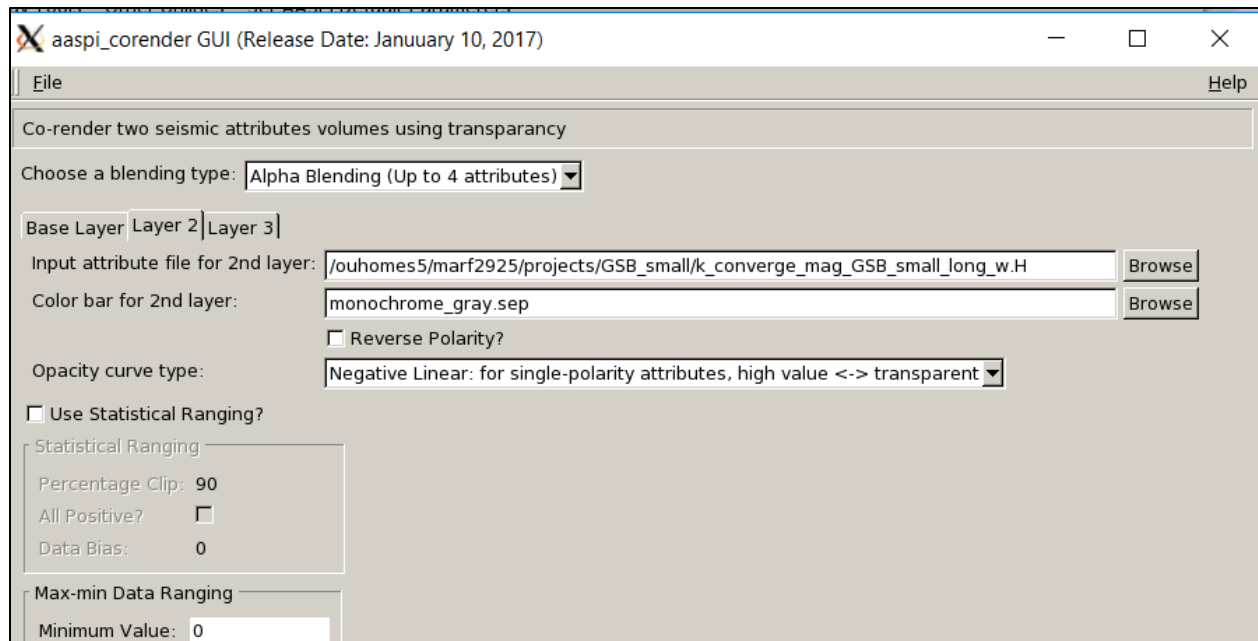 aaspi_corender GUI (Release Date: Januuary 10, 2017)
File Help
Co-render two seismic attributes volumes using transparancy
Choose a blending type: Alpha Blending (Up to 4 attributes)
Base Layer Layer 2 Layer 3
Input attribute file for 2nd layer: /ouhomes5/marf2925/projects/GSB_small/k_converge_mag_GSB_small_long_w.H Browse
Color bar for 2nd layer: monochrome_gray.sep Browse
Reverse Polarity?
Opacity curve type: Negative Linear: for single-polarity attributes, high value <-> transparent
Use Statistical Ranging?
Statistical Ranging
Percentage Clip: 90
All Positive?
Data Bias: 0
Max-min Data Ranging
Minimum Value: 0